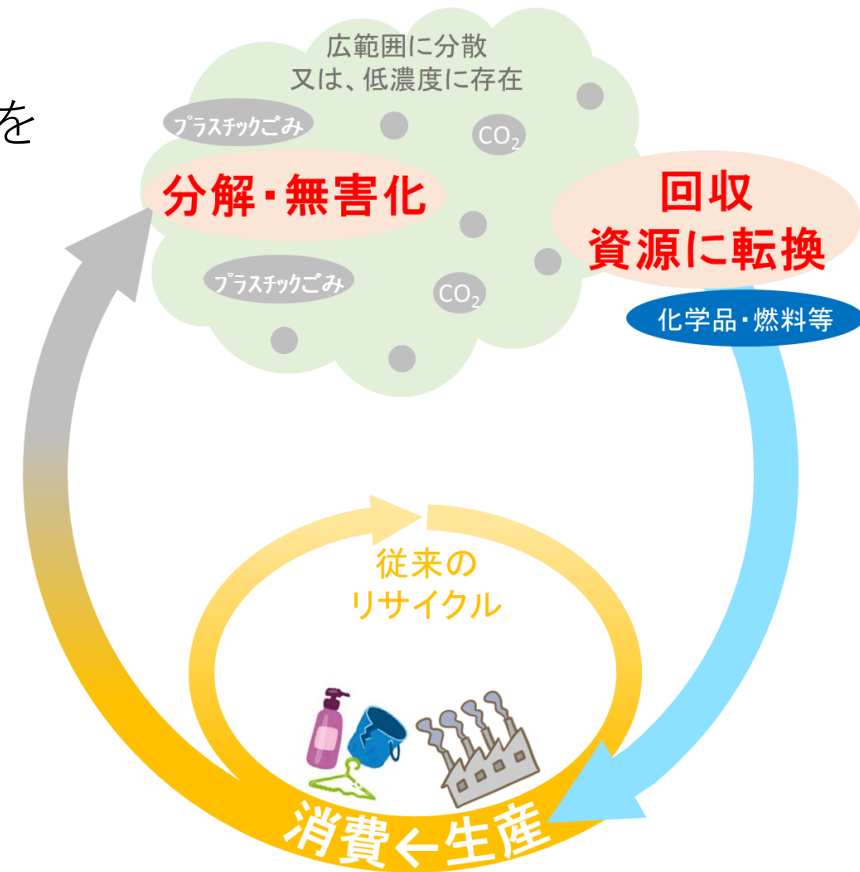 広範囲に分散
又は、低濃度に存在
を
プラスチックごみ
CO₂
分解・無害化
回収
資源に転換
プラスチックごみ
CO₂
化学品・燃料等
従来の
リサイクル
消費←生産